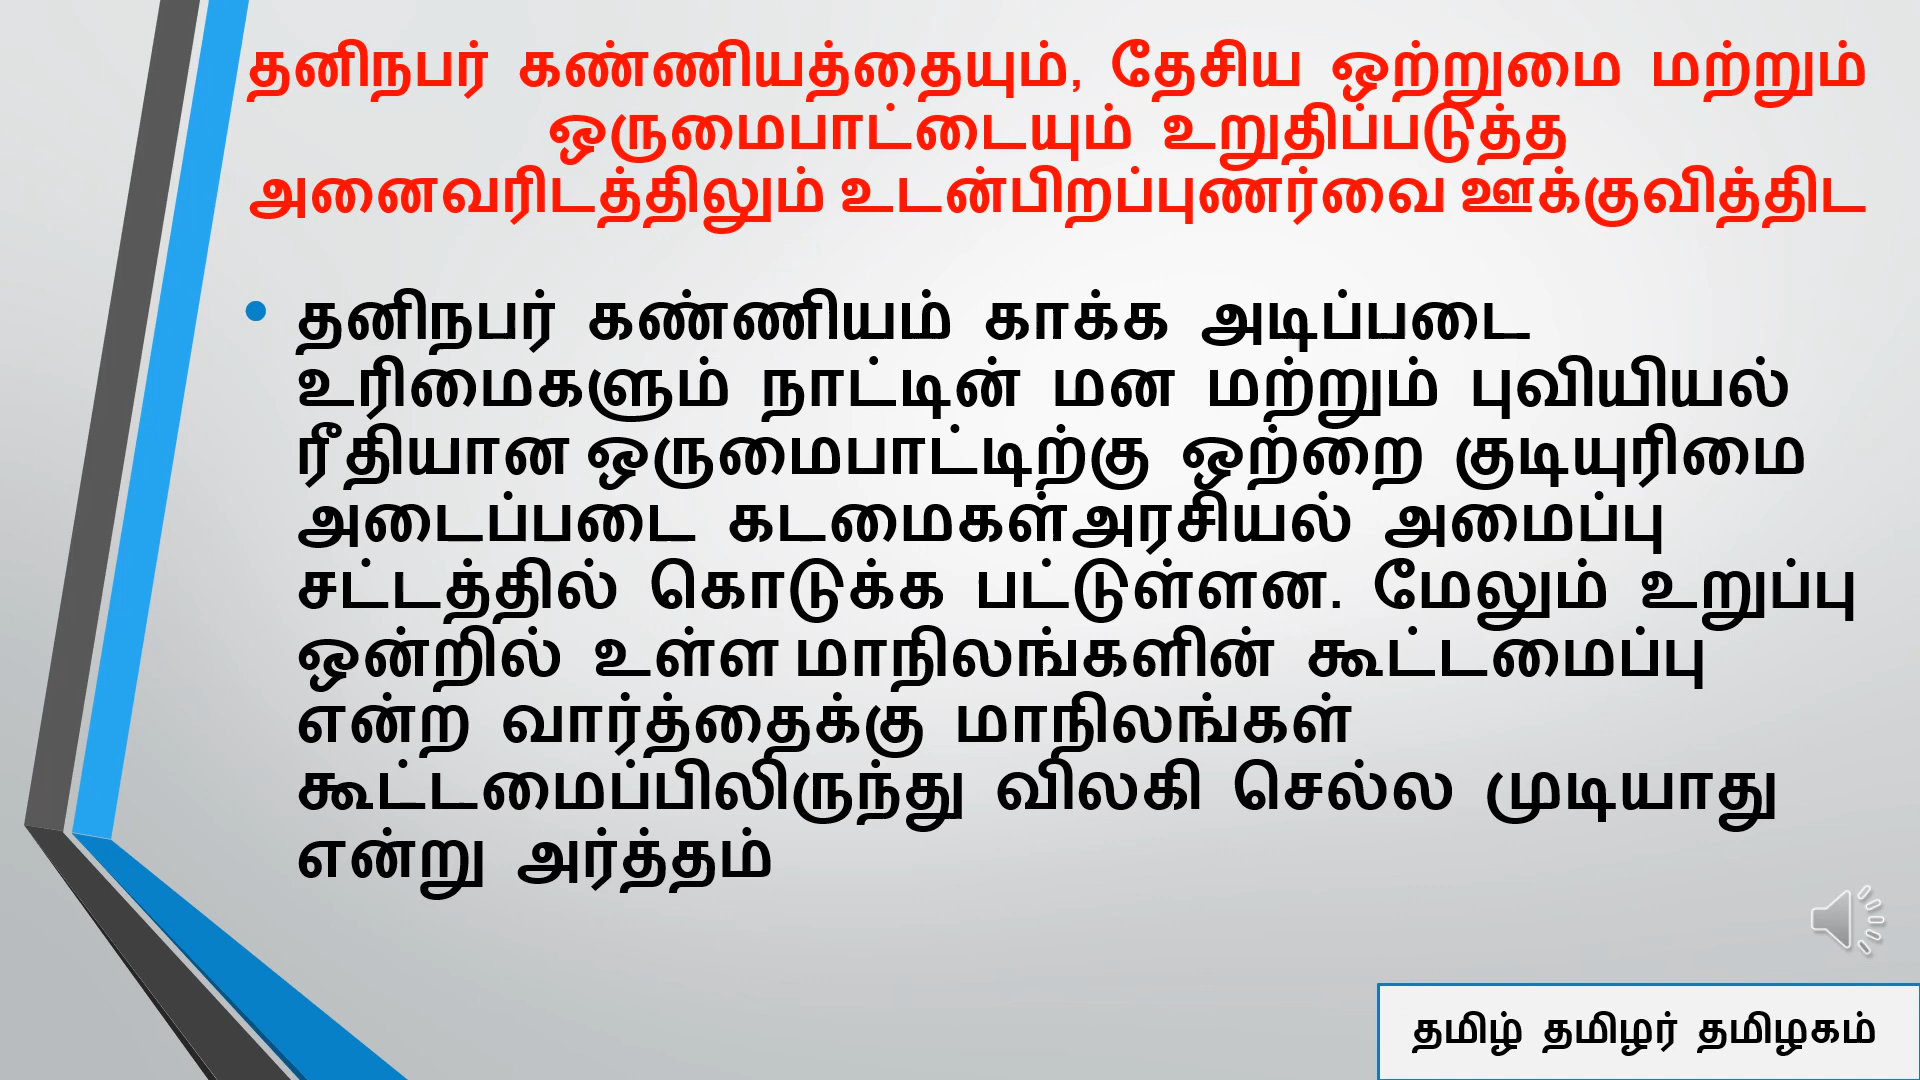 தனிநபர் கண்ணியத்தையும், தேசிய ஒற்றுமை மற்றும்
ஒருமைபாட்டையும் உறுதிப்படுத்த
அனைவரிடத்திலும் உடன்பிறப்புணர்வை ஊக்குவித்திட
• தனிநபர் கண்ணியம் காக்க அடிப்படை
உரிமைகளும் நாட்டின் மன மற்றும் புவியியல்
ரீதியான ஒருமைபாட்டிற்கு ஒற்றை குடியுரிமை
அடைப்படை கடமைகள்அரசியல் அமைப்பு
சட்டத்தில் கொடுக்க பட்டுள்ளன. மேலும் உறுப்பு
ஒன்றில் உள்ள மாநிலங்களின் கூட்டமைப்பு
என்ற வார்த்தைக்கு மாநிலங்கள்
கூட்டமைப்பிலிருந்து விலகி செல்ல முடியாது
என்று அர்த்தம்
தமிழ் தமிழர் தமிழகம்